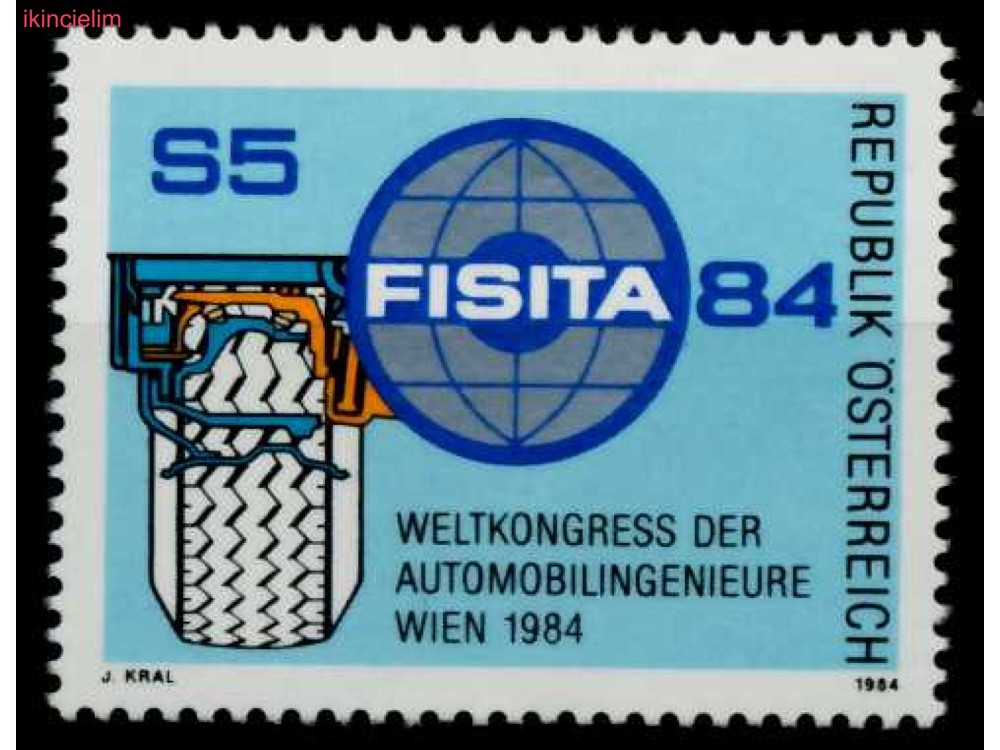 ikincielim
S5
FISITA 84
REPUBLIK ÖSTERREICH
WELTKONGRESS DER
AUTOMOBILINGENIEURE
WIEN 1984
J. KRAL
1984